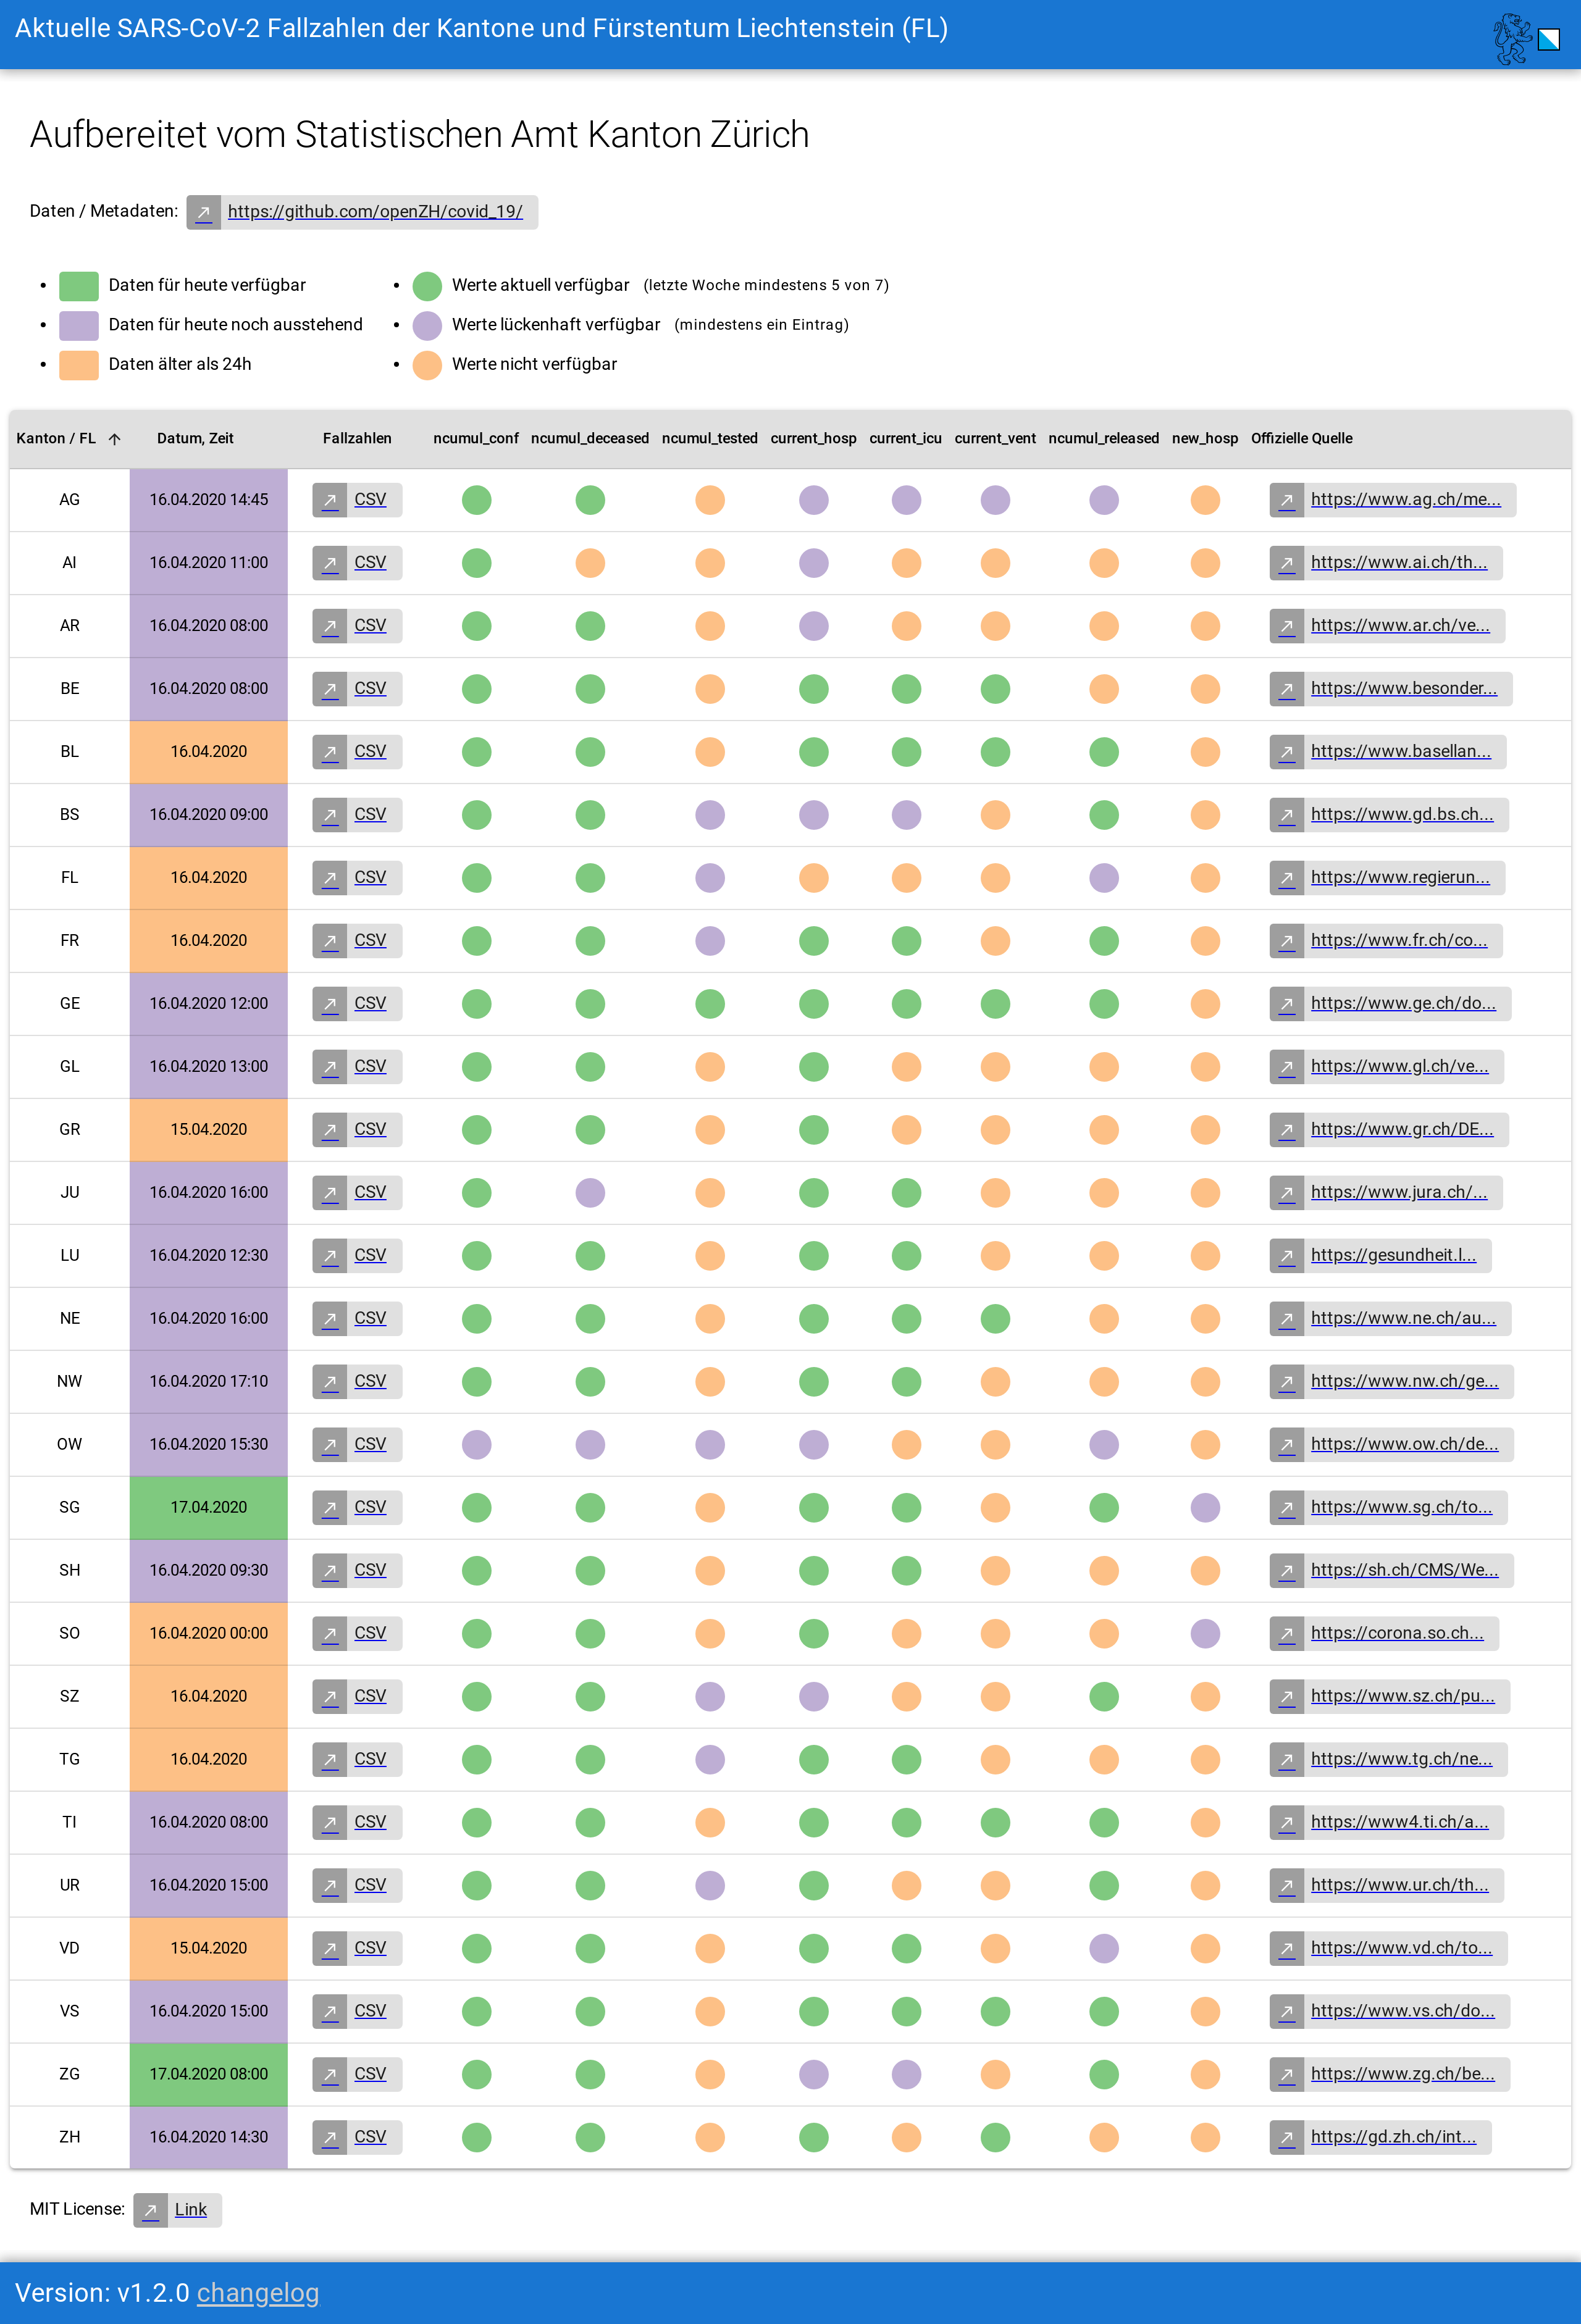 Aktuelle SARS-CoV-2 Fallzahlen der Kantone und Fürstentum Liechtenstein (FL)
Aufbereitet vom Statistischen Amt Kanton Zürich
Daten / Metadaten: https://github.com/openZH/covid_19/
Daten für heute verfügbar
Daten für heute noch ausstehend
Daten älter als 24h
Werte aktuell verfügbar (letzte Woche mindestens 5 von 7)
Werte lückenhaft verfügbar (mindestens ein Eintrag)
Werte nicht verfügbar
Kanton / FL Datum, Zeit Fallzahlen ncumul_conf ncumul_deceased ncumul_tested current_hosp current_icu current_vent ncumul_released new_hosp Offizielle Quelle
AG 16.04.2020 14:45 CSV https://www.ag.ch/me...
AI 16.04.2020 11:00 CSV https://www.ai.ch/th...
AR 16.04.2020 08:00 CSV https://www.ar.ch/ve...
BE 16.04.2020 08:00 CSV https://www.besonder...
BL 16.04.2020 CSV https://www.basellan...
BS 16.04.2020 09:00 CSV https://www.gd.bs.ch...
FL 16.04.2020 CSV https://www.regierun...
FR 16.04.2020 CSV https://www.fr.ch/co...
GE 16.04.2020 12:00 CSV https://www.ge.ch/do...
GL 16.04.2020 13:00 CSV https://www.gl.ch/ve...
GR 15.04.2020 CSV https://www.gr.ch/DE...
JU 16.04.2020 16:00 CSV https://www.jura.ch/...
LU 16.04.2020 12:30 CSV https://gesundheit.l...
NE 16.04.2020 16:00 CSV https://www.ne.ch/au...
NW 16.04.2020 17:10 CSV https://www.nw.ch/ge...
OW 16.04.2020 15:30 CSV https://www.ow.ch/de...
SG 17.04.2020 CSV https://www.sg.ch/to...
SH 16.04.2020 09:30 CSV https://sh.ch/CMS/We...
SO 16.04.2020 00:00 CSV https://corona.so.ch...
SZ 16.04.2020 CSV https://www.sz.ch/pu...
TG 16.04.2020 CSV https://www.tg.ch/ne...
TI 16.04.2020 08:00 CSV https://www4.ti.ch/a...
UR 16.04.2020 15:00 CSV https://www.ur.ch/th...
VD 15.04.2020 CSV https://www.vd.ch/to...
VS 16.04.2020 15:00 CSV https://www.vs.ch/do...
ZG 17.04.2020 08:00 CSV https://www.zg.ch/be...
ZH 16.04.2020 14:30 CSV https://gd.zh.ch/int...
MIT License: Link
Version: v1.2.0 changelog